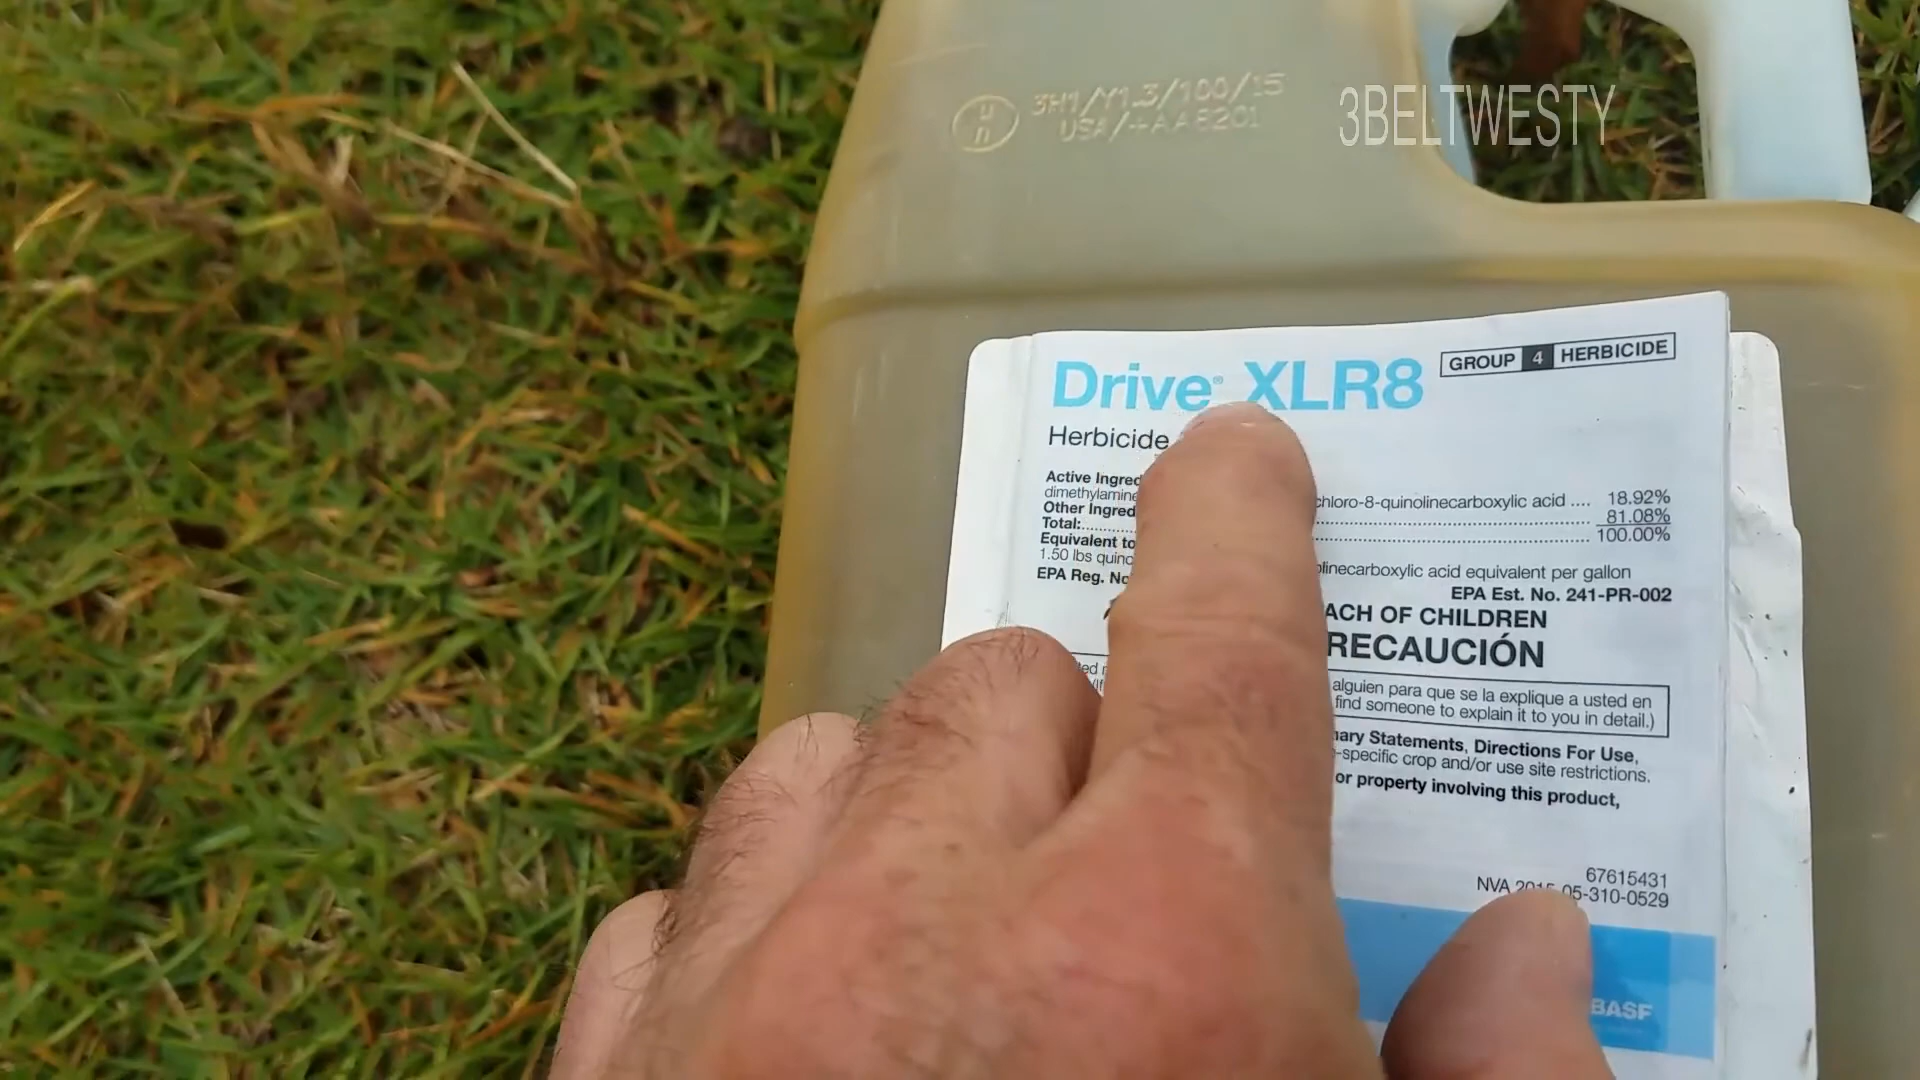 3H1/Y1.3/100/15
USA/+AA6201
3BELTWESTY
Drive® XLR8
GROUP 4 HERBICIDE
Herbicide
Active Ingred
dimethylamine chloro-8-quinolinecarboxylic acid .... 18.92%
Other Ingred 81.08%
Total: 100.00%
Equivalent to
1.50 lbs quinc olinecarboxylic acid equivalent per gallon
EPA Reg. No
EPA Est. No. 241-PR-002
ACH OF CHILDREN
RECAUCIÓN
alguien para que se la explique a usted en
find someone to explain it to you in detail.)
nary Statements, Directions For Use,
-specific crop and/or use site restrictions.
or property involving this product,
67615431
NVA 2015-05-310-0529
BASF